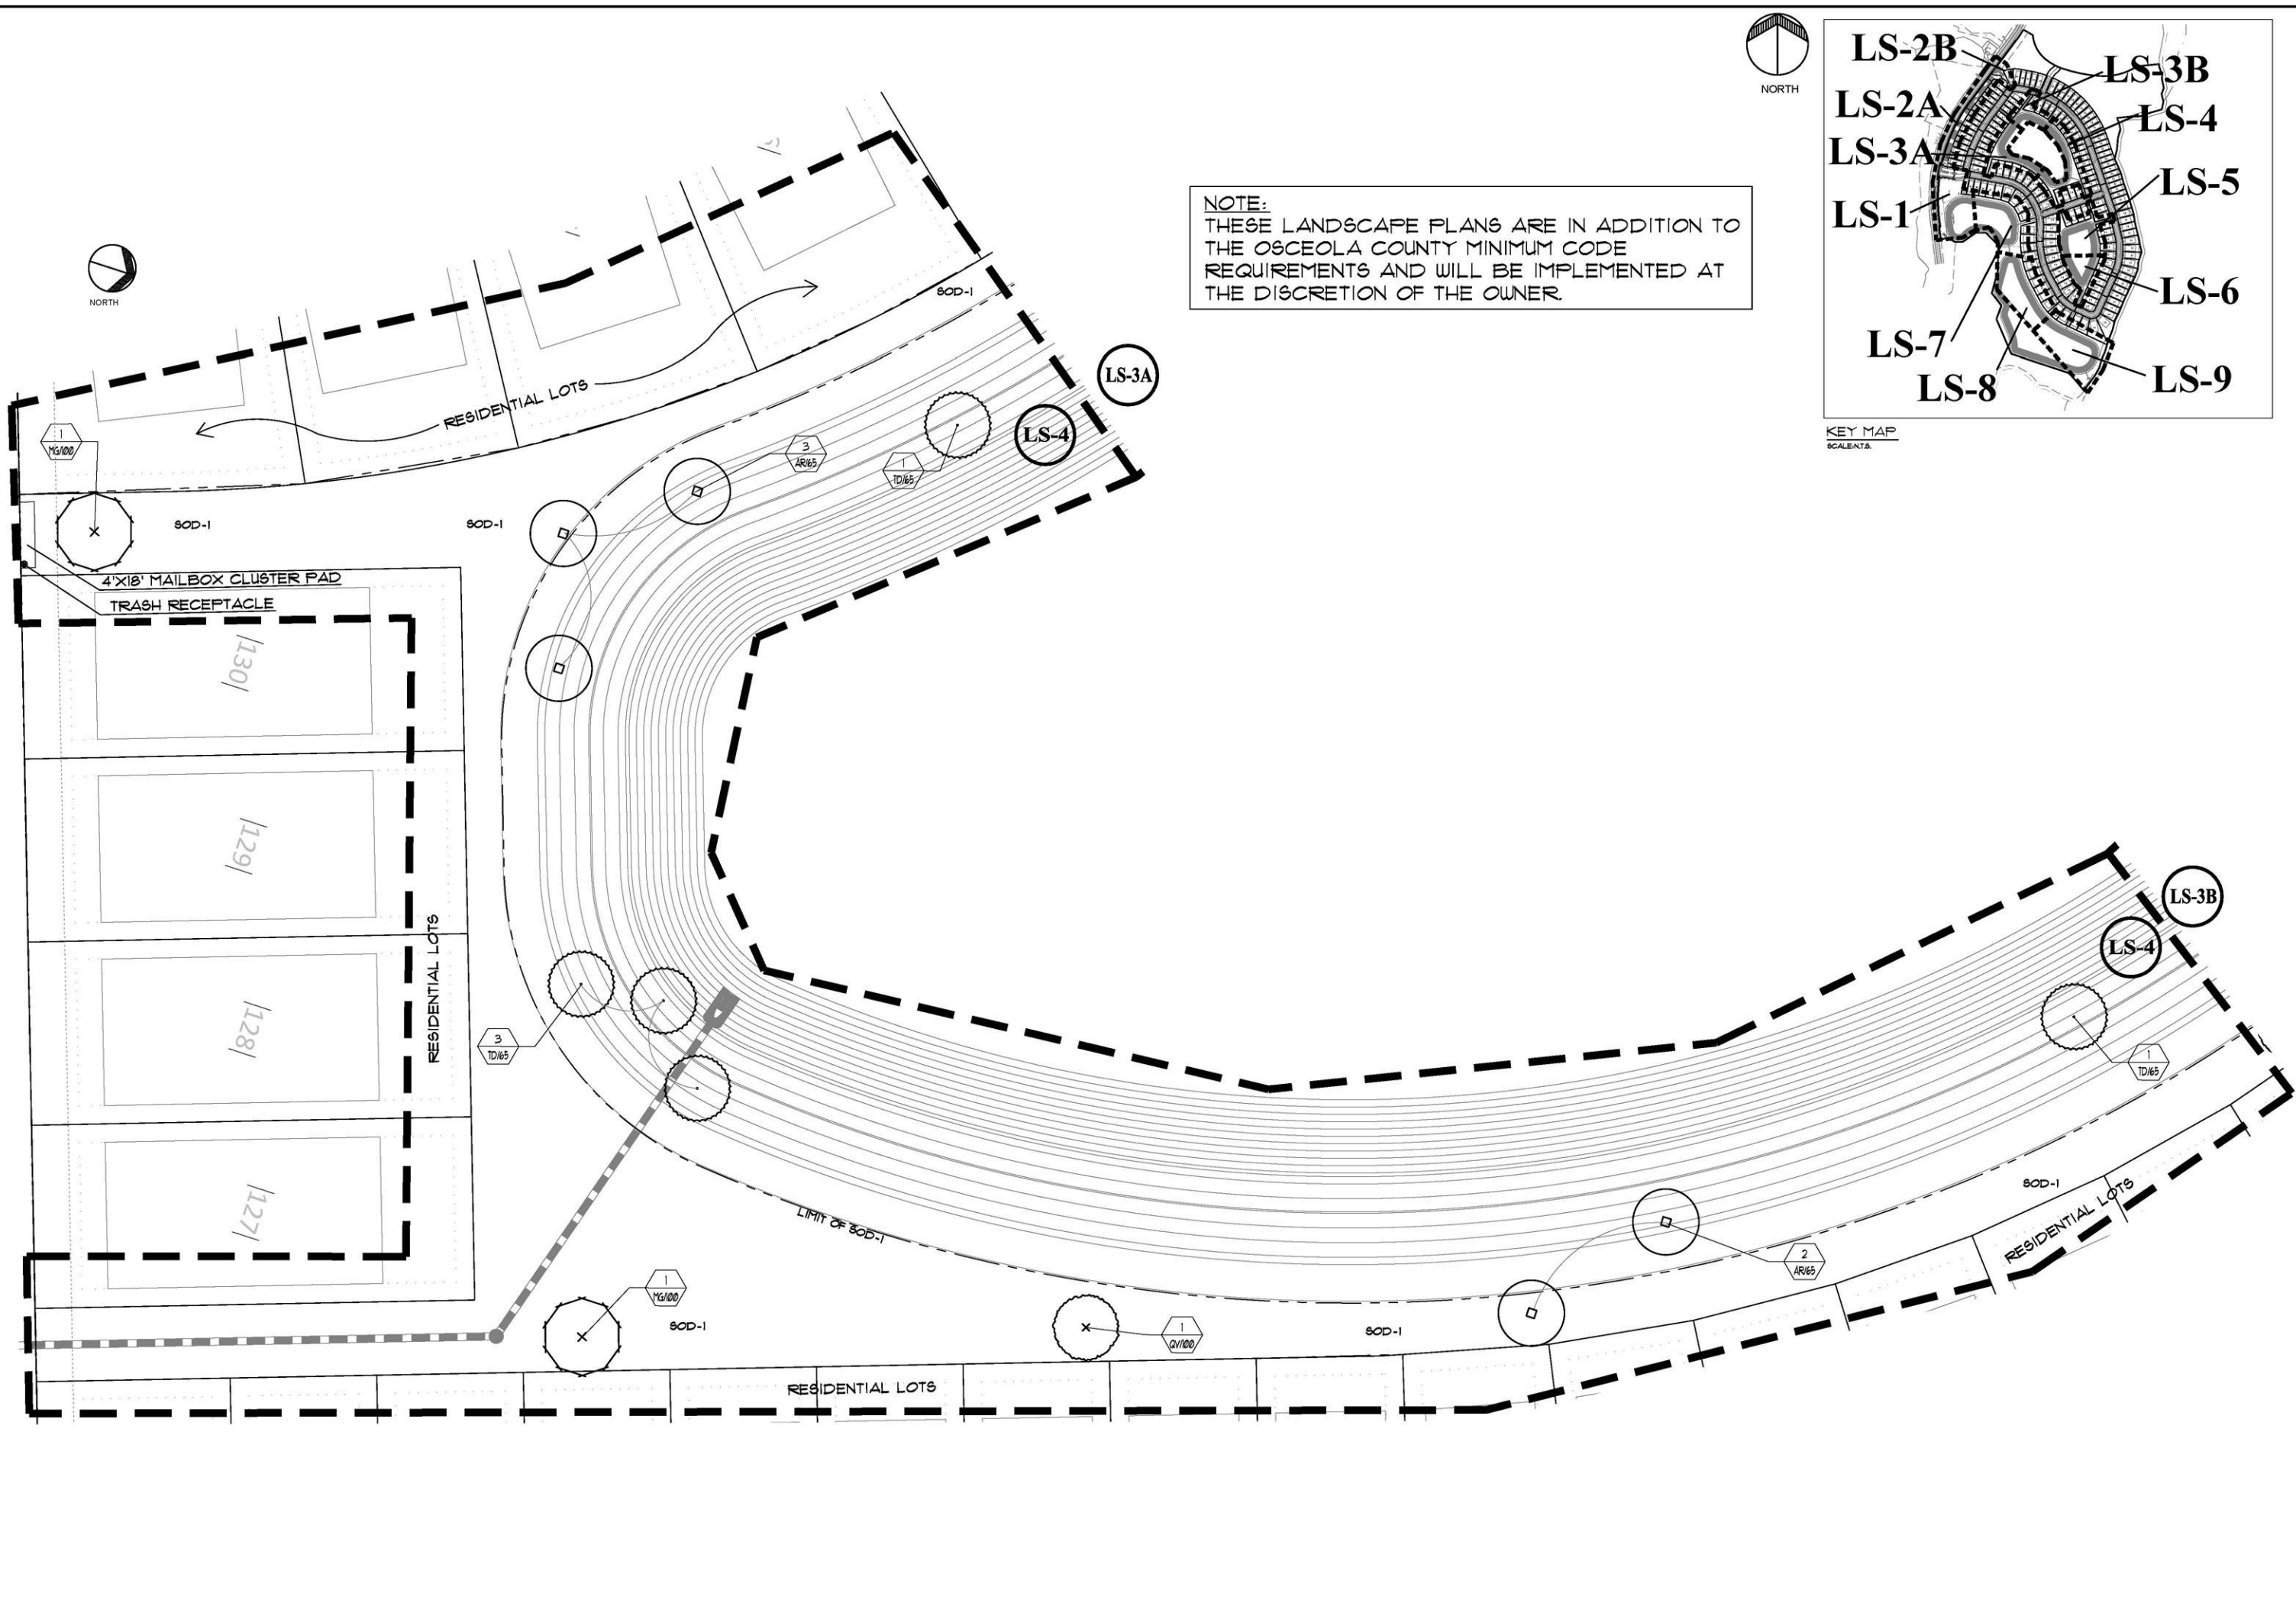 NORTH
LS-2B
LS-3B
LS-2A
LS-4
LS-3A
LS-5
LS-1
LS-6
LS-7
LS-8
LS-9
KEY MAP
SCALE:N.T.S.
NOTE:
THESE LANDSCAPE PLANS ARE IN ADDITION TO
THE OSCEOLA COUNTY MINIMUM CODE
REQUIREMENTS AND WILL BE IMPLEMENTED AT
THE DISCRETION OF THE OWNER.
NORTH
SOD-1
LS-3A
LS-4
RESIDENTIAL LOTS
1
MG/100
3
AR/65
1
TD/65
SOD-1
SOD-1
4'X18' MAILBOX CLUSTER PAD
TRASH RECEPTACLE
130
129
128
127
RESIDENTIAL LOTS
3
TD/65
LS-3B
LS-4
1
TD/65
LIMIT OF SOD-1
SOD-1
RESIDENTIAL LOTS
2
AR/65
1
MG/100
SOD-1
1
QV/100
SOD-1
RESIDENTIAL LOTS